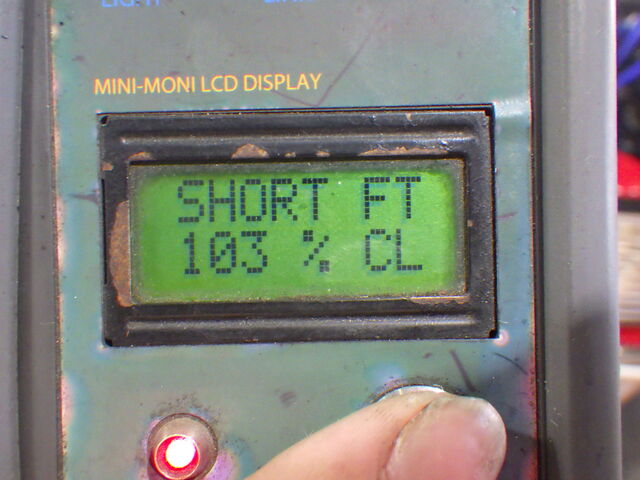 MINI-MONI LCD DISPLAY
SHORT FT
103 % CL